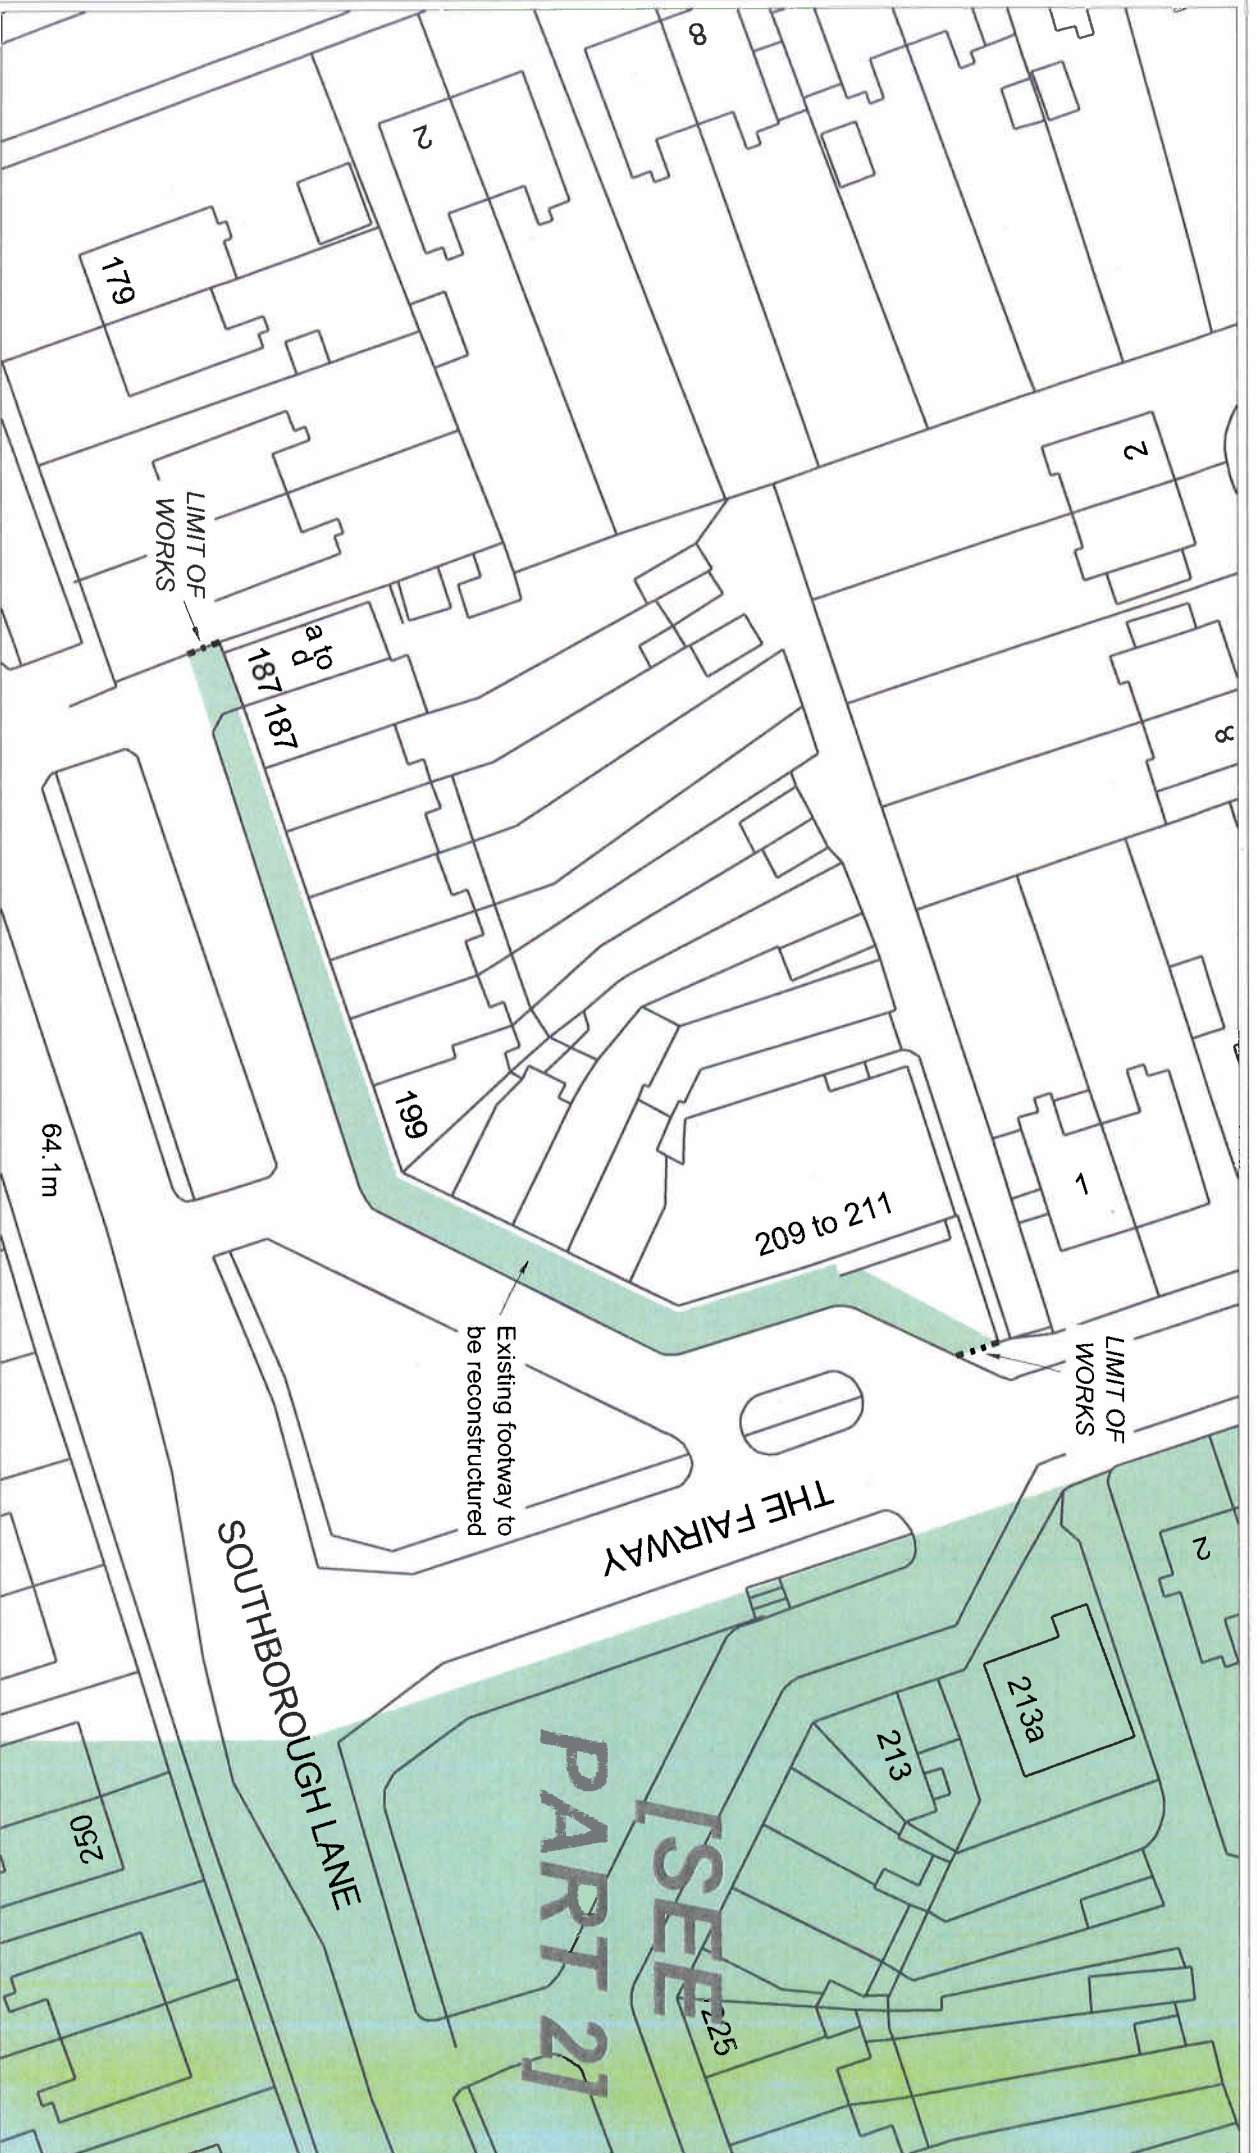 8
2
179
2
8
LIMIT OF
WORKS
a to
d
187
187
199
1
209 to 211
64.1m
Existing footway to
be reconstructured
LIMIT OF
WORKS
THE FAIRWAY
SOUTHBOROUGH LANE
2
213a
213
225
250
[SEE
PART 2]